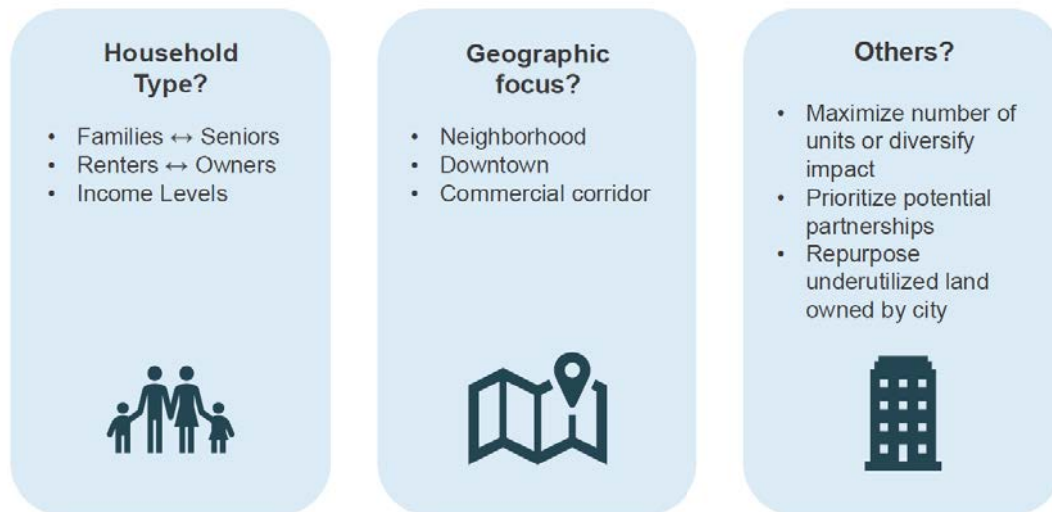 Household
Type?
• Families ↔ Seniors
• Renters ↔ Owners
• Income Levels
Geographic
focus?
• Neighborhood
• Downtown
• Commercial corridor
Others?
• Maximize number of
units or diversify
impact
• Prioritize potential
partnerships
• Repurpose
underutilized land
owned by city